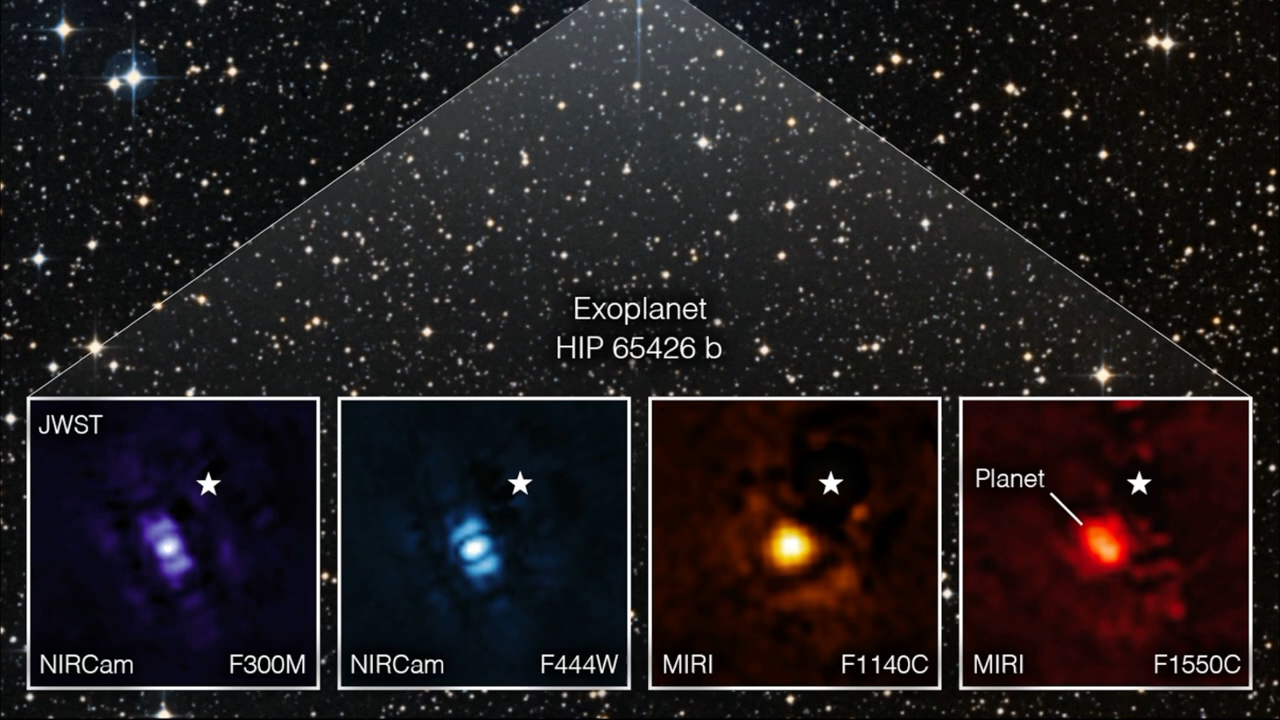 Exoplanet
HIP 65426 b
JWST
NIRCam F300M
NIRCam F444W
Planet
MIRI F1140C
MIRI F1550C